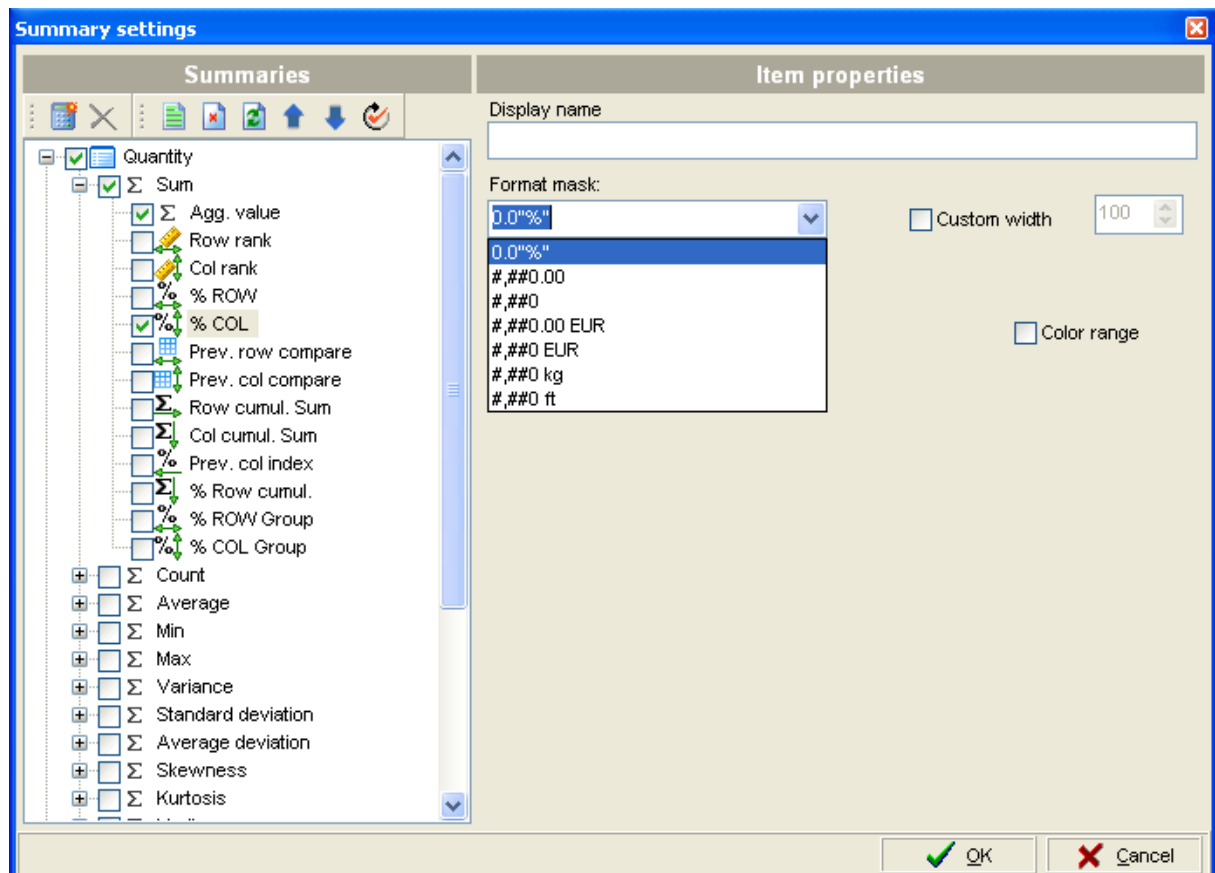 Summary settings
Summaries
Item properties
Display name
Quantity
Sum
Agg. value
Row rank
Col rank
% ROW
% COL
Prev. row compare
Prev. col compare
Row cumul. Sum
Col cumul. Sum
Prev. col index
% Row cumul.
% ROW Group
% COL Group
Count
Average
Min
Max
Variance
Standard deviation
Average deviation
Skewness
Kurtosis
Format mask:
0.0"%"
0.0"%"
#,##0.00
#,##0
#,##0.00 EUR
#,##0 EUR
#,##0 kg
#,##0 ft
Custom width
100
Color range
OK
Cancel